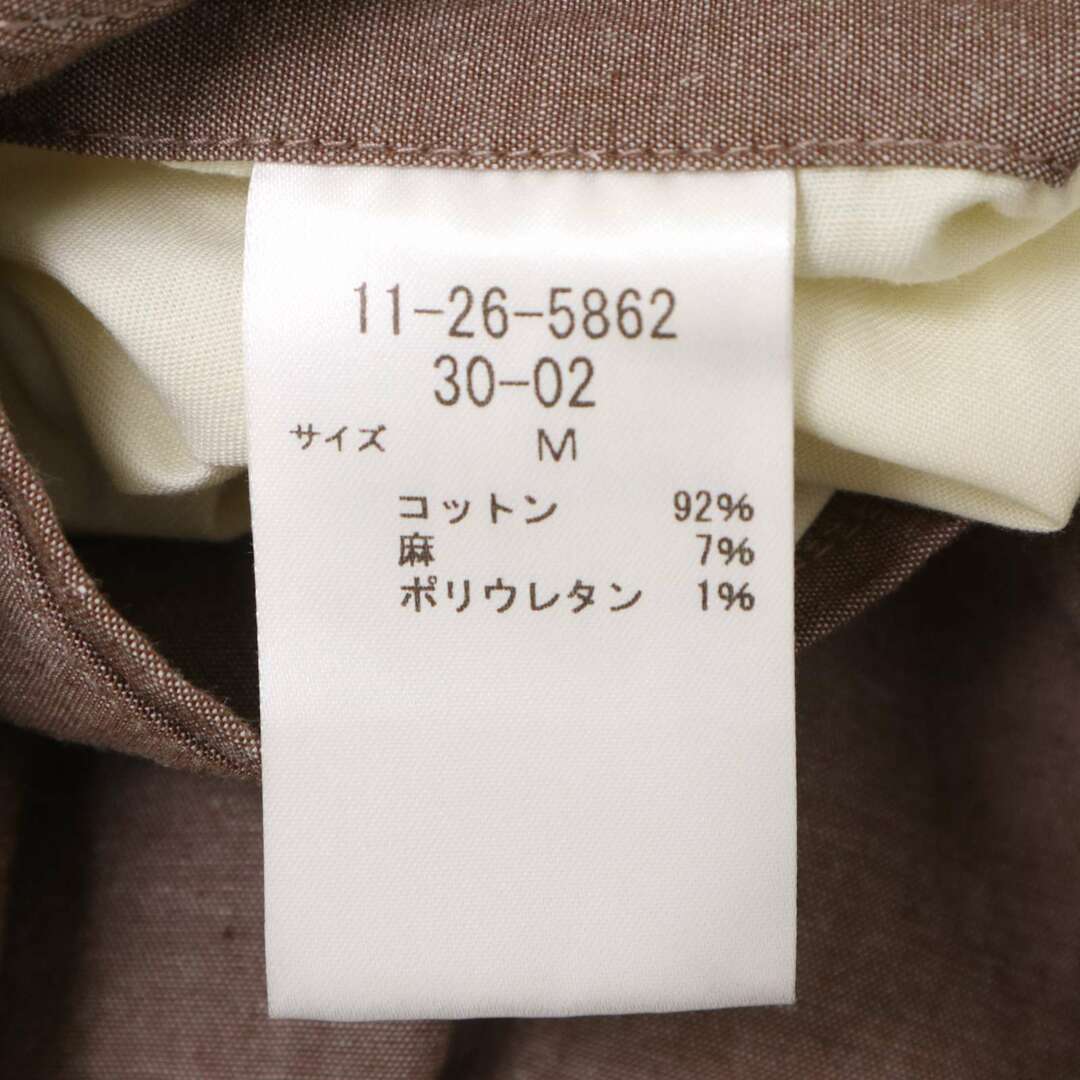 11-26-5862
30-02
サイズ M
コットン 92%
麻 7%
ポリウレタン 1%